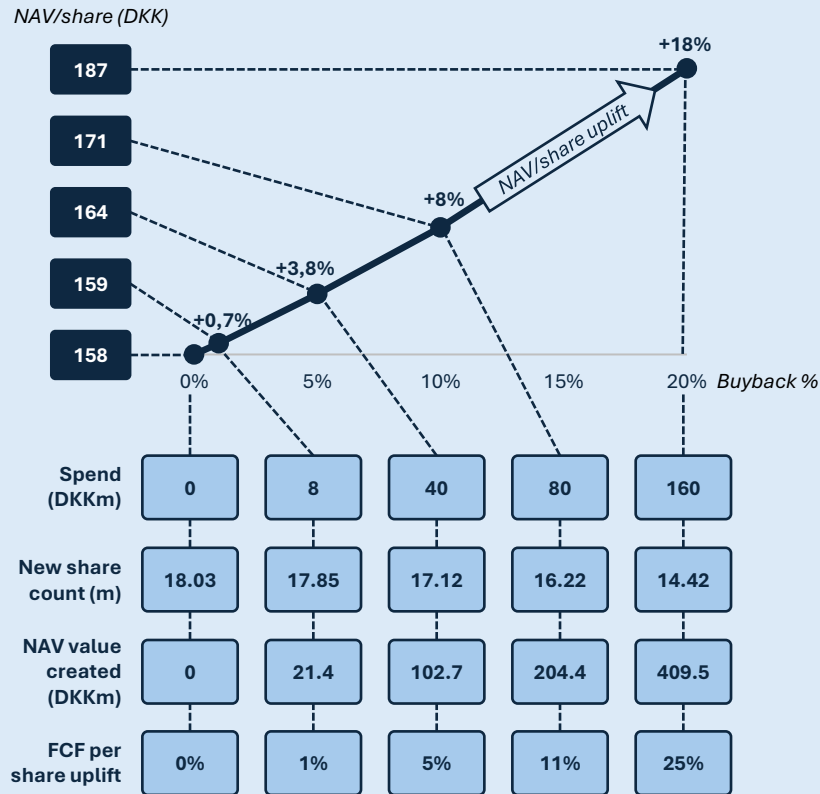 NAV/share (DKK)
+18%
187
NAV/share uplift
171
+8%
164
+3,8%
159
+0,7%
158
0% 5% 10% 15% 20% Buyback %
Spend
(DKKm)
0 8 40 80 160
New share
count (m)
18.03 17.85 17.12 16.22 14.42
NAV value
created
(DKKm)
0 21.4 102.7 204.4 409.5
FCF per
share uplift
0% 1% 5% 11% 25%